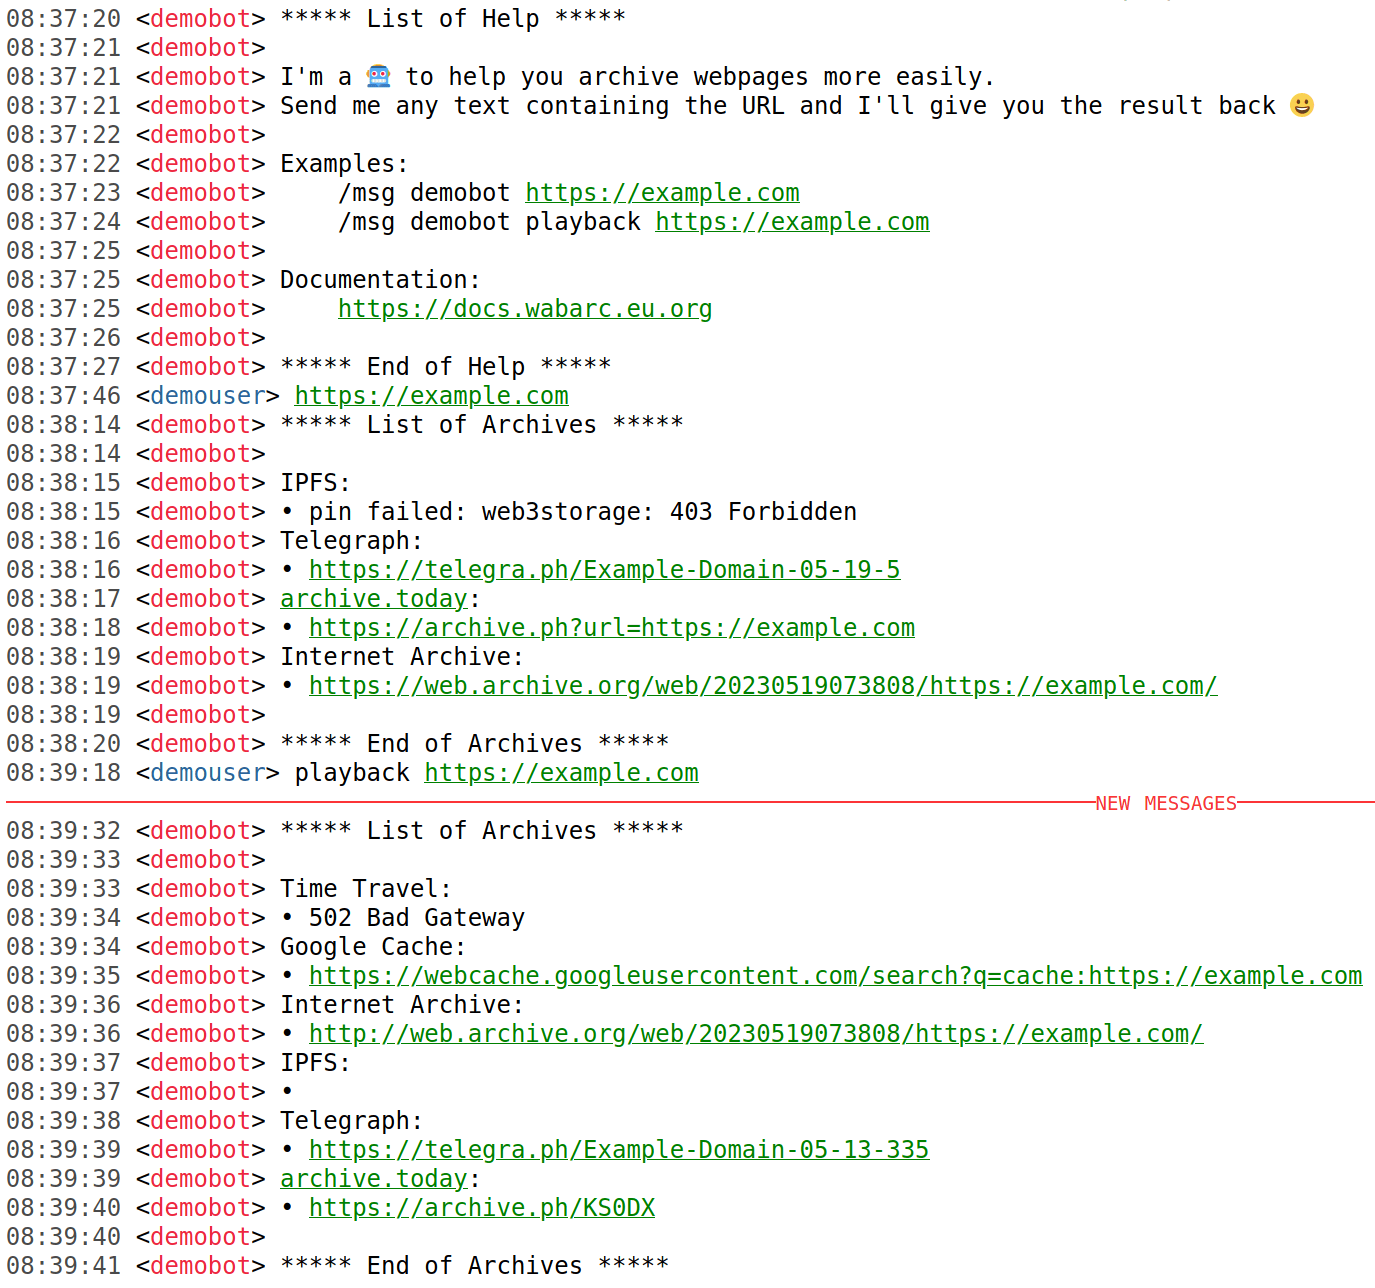 08:37:20 <demobot> ***** List of Help *****
08:37:21 <demobot>
08:37:21 <demobot> I'm a 🤖 to help you archive webpages more easily.
08:37:21 <demobot> Send me any text containing the URL and I'll give you the result back 😀
08:37:22 <demobot>
08:37:22 <demobot> Examples:
08:37:23 <demobot>     /msg demobot https://example.com
08:37:24 <demobot>     /msg demobot playback https://example.com
08:37:25 <demobot>
08:37:25 <demobot> Documentation:
08:37:25 <demobot>     https://docs.wabarc.eu.org
08:37:26 <demobot>
08:37:27 <demobot> ***** End of Help *****
08:37:46 <demouser> https://example.com
08:38:14 <demobot> ***** List of Archives *****
08:38:14 <demobot>
08:38:15 <demobot> IPFS:
08:38:15 <demobot> • pin failed: web3storage: 403 Forbidden
08:38:16 <demobot> Telegraph:
08:38:16 <demobot> • https://telegra.ph/Example-Domain-05-19-5
08:38:17 <demobot> archive.today:
08:38:18 <demobot> • https://archive.ph?url=https://example.com
08:38:19 <demobot> Internet Archive:
08:38:19 <demobot> • https://web.archive.org/web/20230519073808/https://example.com/
08:38:19 <demobot>
08:38:20 <demobot> ***** End of Archives *****
08:39:18 <demouser> playback https://example.com
NEW MESSAGES
08:39:32 <demobot> ***** List of Archives *****
08:39:33 <demobot>
08:39:33 <demobot> Time Travel:
08:39:34 <demobot> • 502 Bad Gateway
08:39:34 <demobot> Google Cache:
08:39:35 <demobot> • https://webcache.googleusercontent.com/search?q=cache:https://example.com
08:39:36 <demobot> Internet Archive:
08:39:36 <demobot> • http://web.archive.org/web/20230519073808/https://example.com/
08:39:37 <demobot> IPFS:
08:39:37 <demobot> •
08:39:38 <demobot> Telegraph:
08:39:39 <demobot> • https://telegra.ph/Example-Domain-05-13-335
08:39:39 <demobot> archive.today:
08:39:40 <demobot> • https://archive.ph/KS0DX
08:39:40 <demobot>
08:39:41 <demobot> ***** End of Archives *****